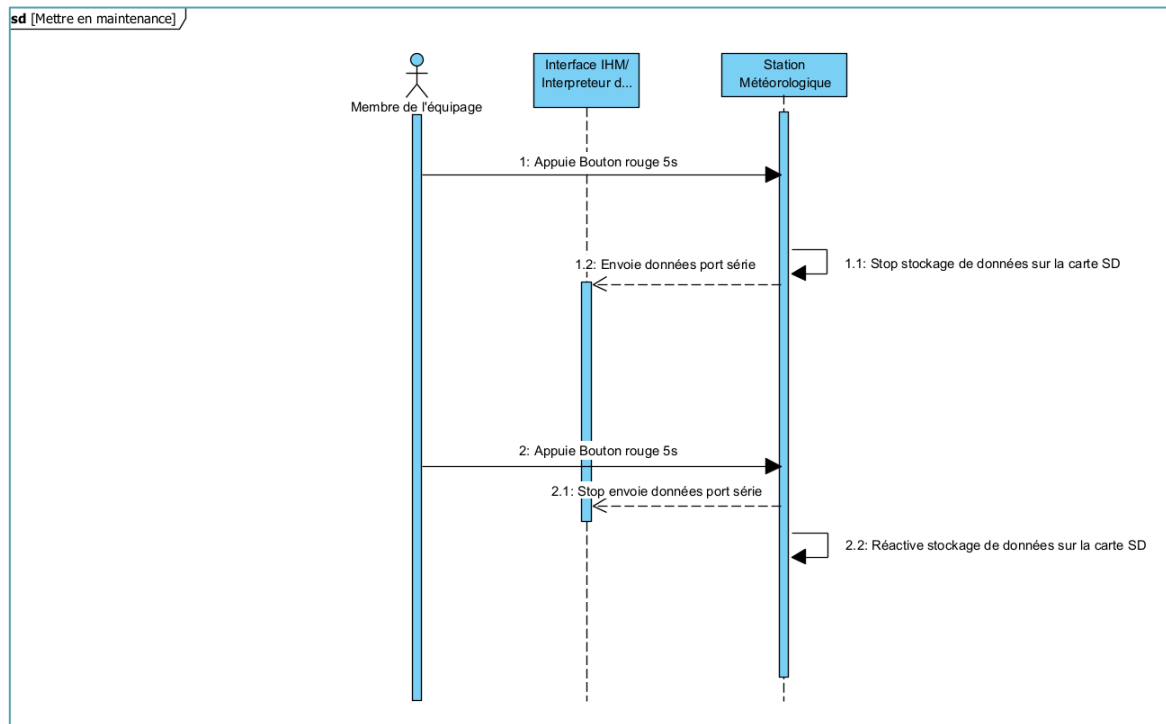 sd [Mettre en maintenance]
Interface IHM/
Interpreteur d...
Station
Météorologique
Membre de l'équipage
1: Appuie Bouton rouge 5s
1.1: Stop stockage de données sur la carte SD
1.2: Envoie données port série
2: Appuie Bouton rouge 5s
2.1: Stop envoie données port série
2.2: Réactive stockage de données sur la carte SD